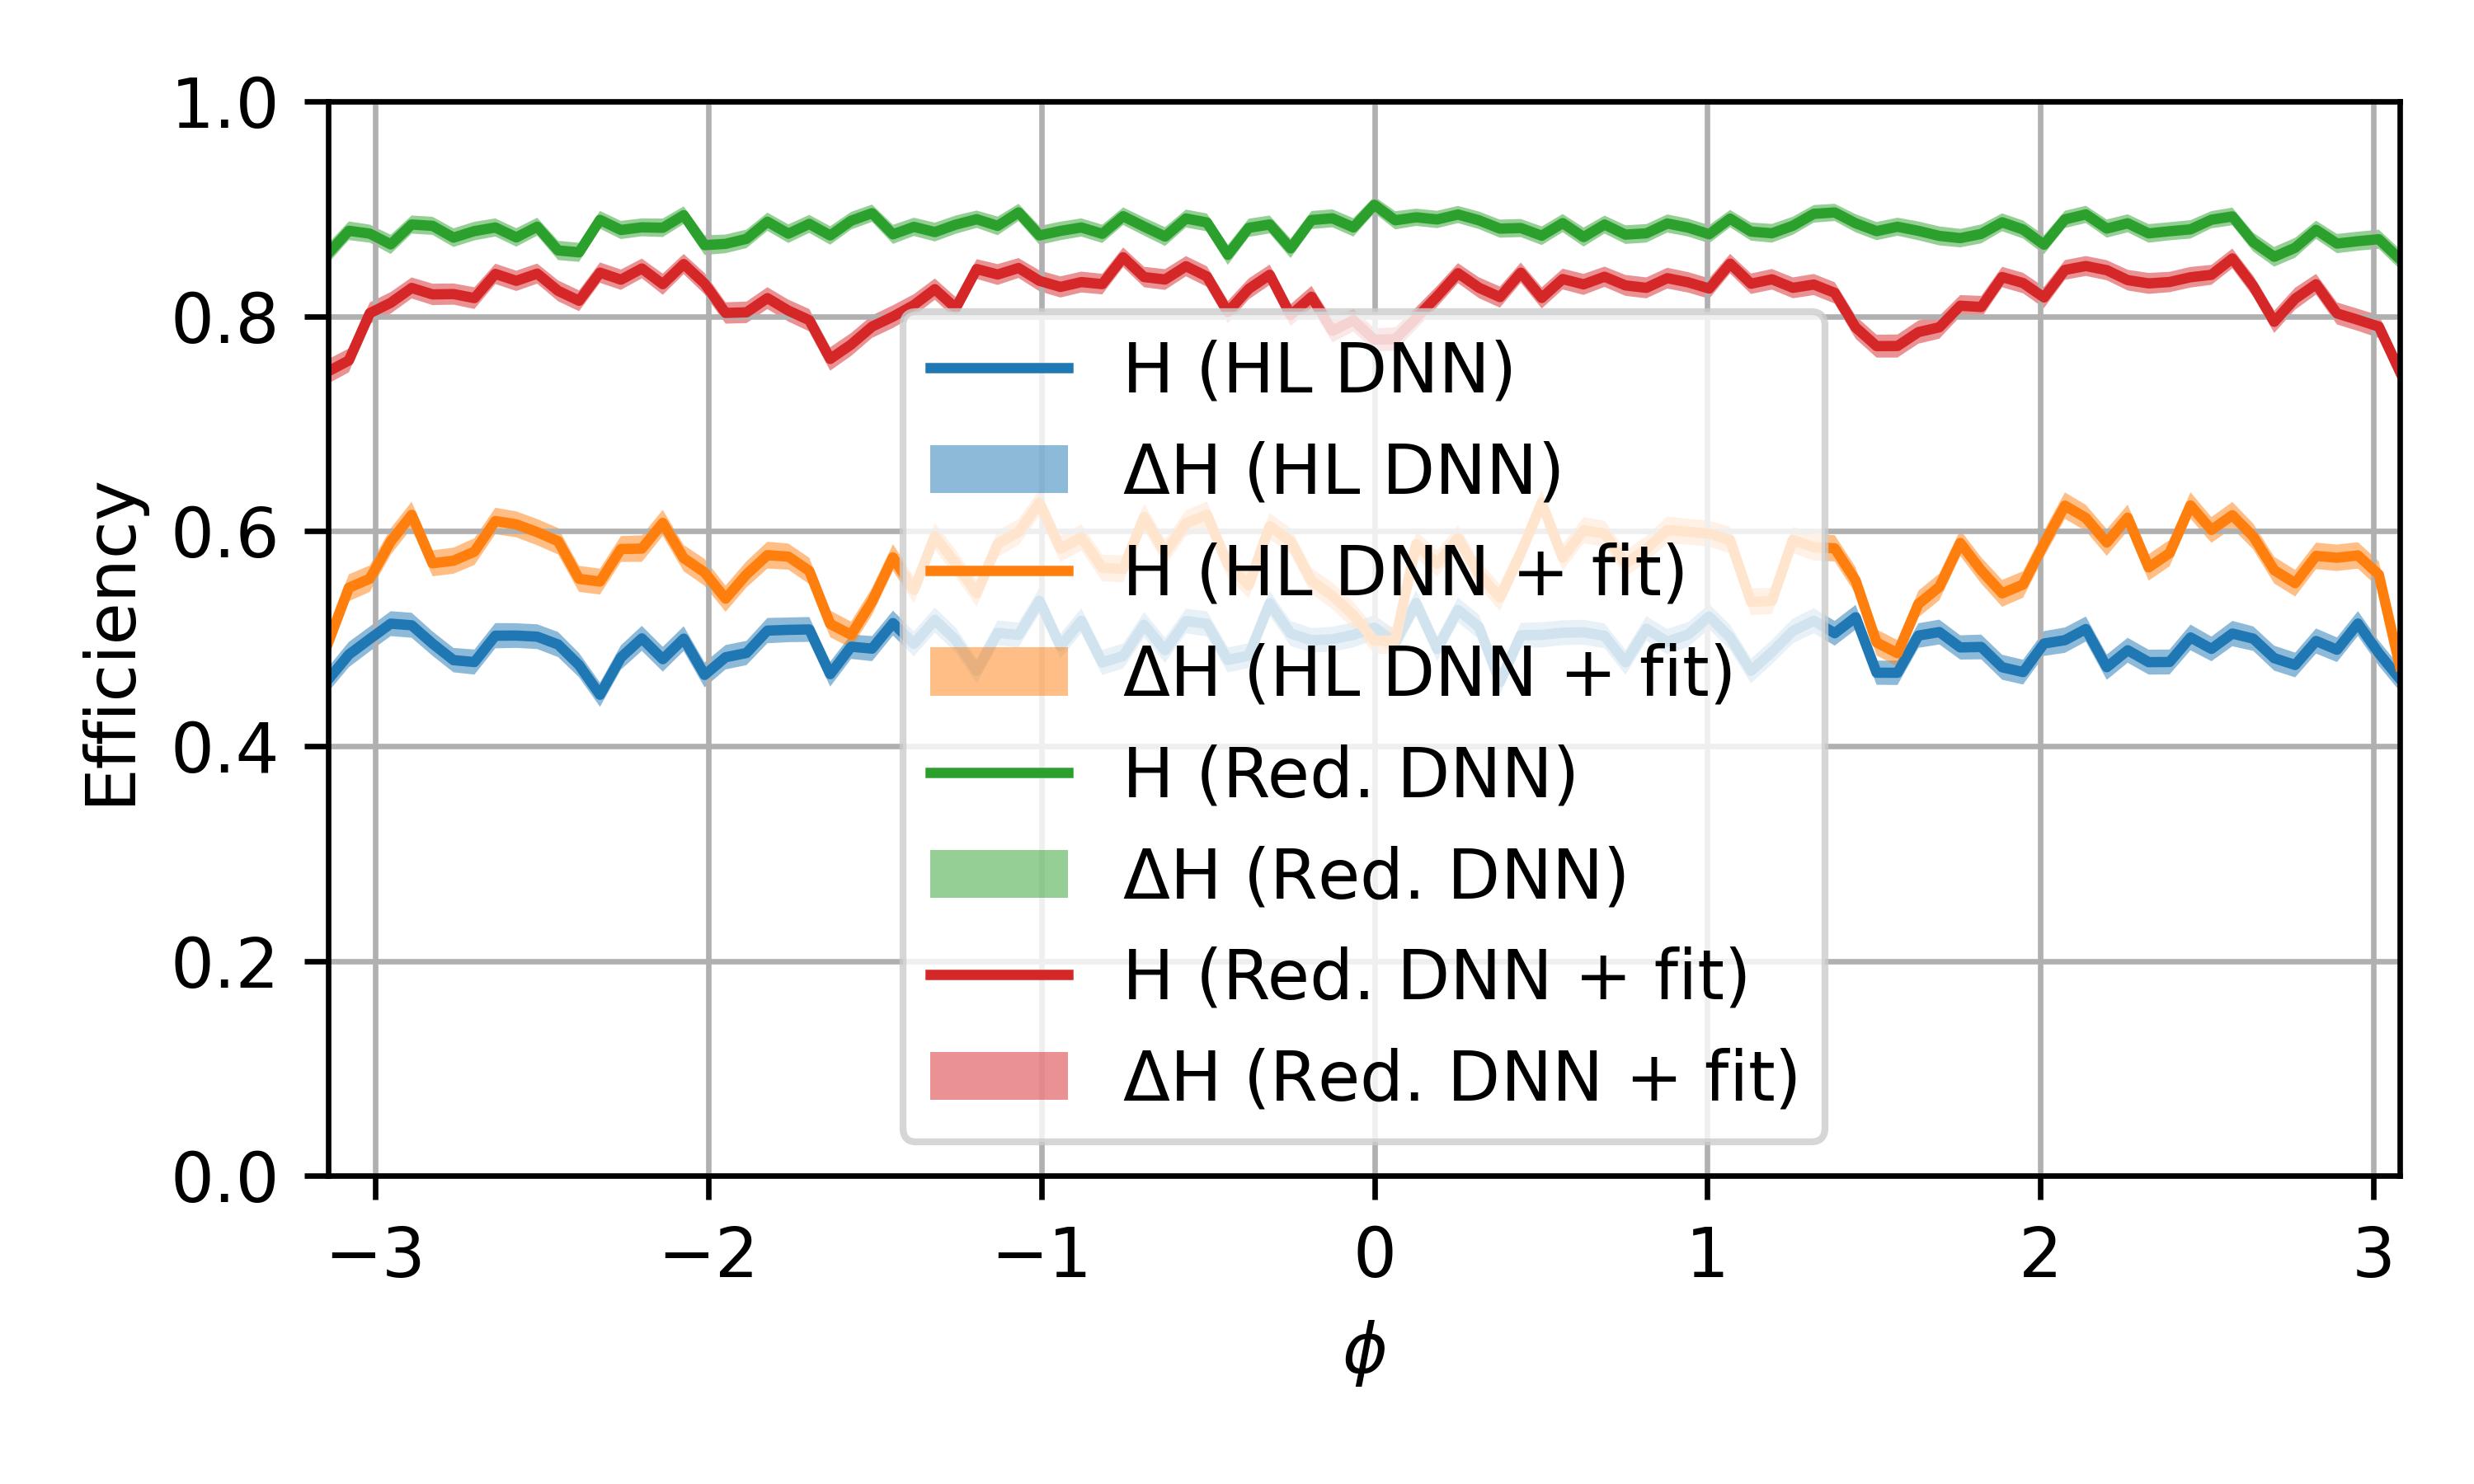 1.0
0.8
0.6
0.4
0.2
0.0
Efficiency
H (HL DNN)
ΔH (HL DNN)
H (HL DNN + fit)
ΔH (HL DNN + fit)
H (Red. DNN)
ΔH (Red. DNN)
H (Red. DNN + fit)
ΔH (Red. DNN + fit)
−3 −2 −1 0 1 2 3
ϕ